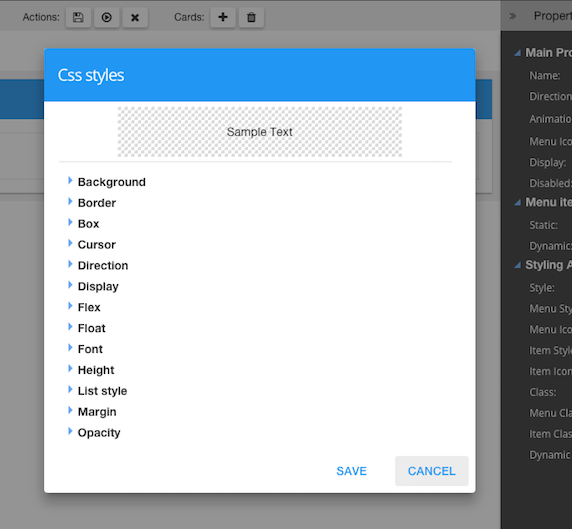 Actions: Cards: » Propert
Css styles
Sample Text
Background
Border
Box
Cursor
Direction
Display
Flex
Float
Font
Height
List style
Margin
Opacity
SAVE CANCEL
Main Pro
Name:
Direction
Animatio
Menu Ico
Display:
Disabled:
Menu ite
Static:
Dynamic:
Styling A
Style:
Menu Sty
Menu Ico
Item Style
Item Icon
Class:
Menu Cla
Item Clas
Dynamic